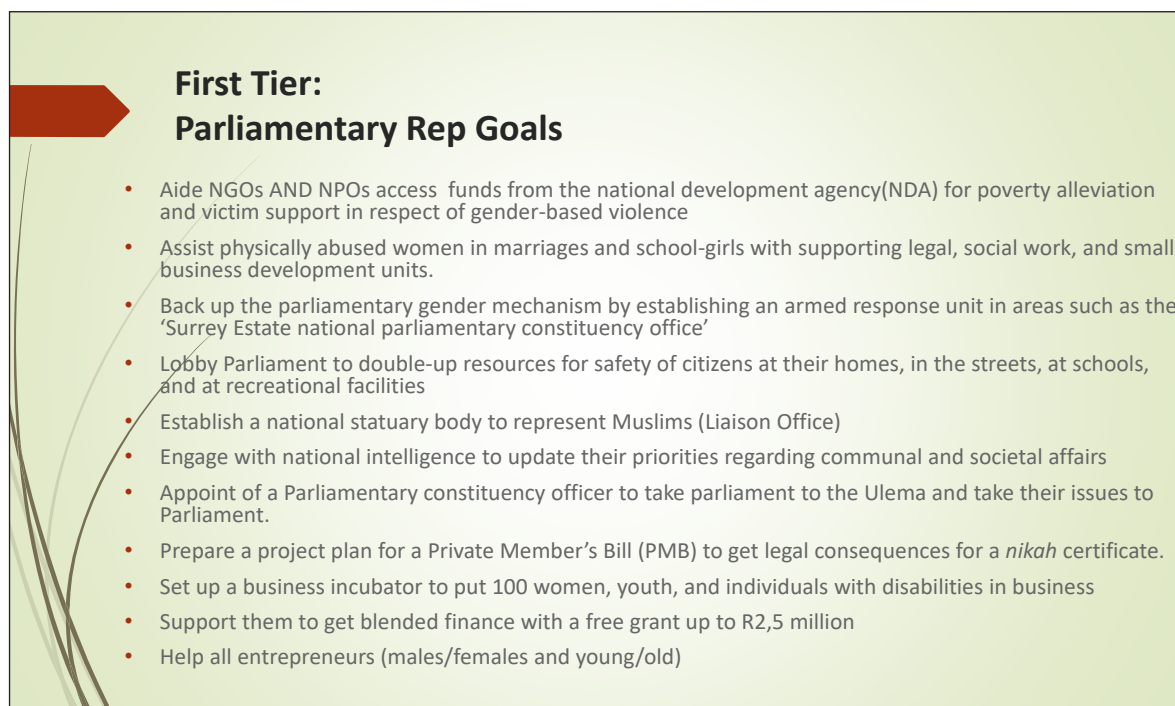 First Tier:
Parliamentary Rep Goals
• Aide NGOs AND NPOs access  funds from the national development agency(NDA) for poverty alleviation
and victim support in respect of gender-based violence
• Assist physically abused women in marriages and school-girls with supporting legal, social work, and small
business development units.
• Back up the parliamentary gender mechanism by establishing an armed response unit in areas such as the
‘Surrey Estate national parliamentary constituency office’
• Lobby Parliament to double-up resources for safety of citizens at their homes, in the streets, at schools,
and at recreational facilities
• Establish a national statuary body to represent Muslims (Liaison Office)
• Engage with national intelligence to update their priorities regarding communal and societal affairs
• Appoint of a Parliamentary constituency officer to take parliament to the Ulema and take their issues to
Parliament.
• Prepare a project plan for a Private Member’s Bill (PMB) to get legal consequences for a nikah certificate.
• Set up a business incubator to put 100 women, youth, and individuals with disabilities in business
• Support them to get blended finance with a free grant up to R2,5 million
• Help all entrepreneurs (males/females and young/old)